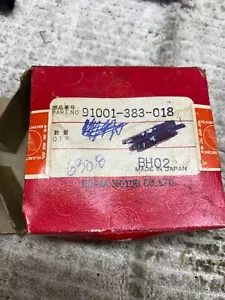 部品番号
PART NO. 91001-383-018
数量
Q'TY
6308
BH02
MADE IN JAPAN
HONDA MOTOR CO.,LTD.